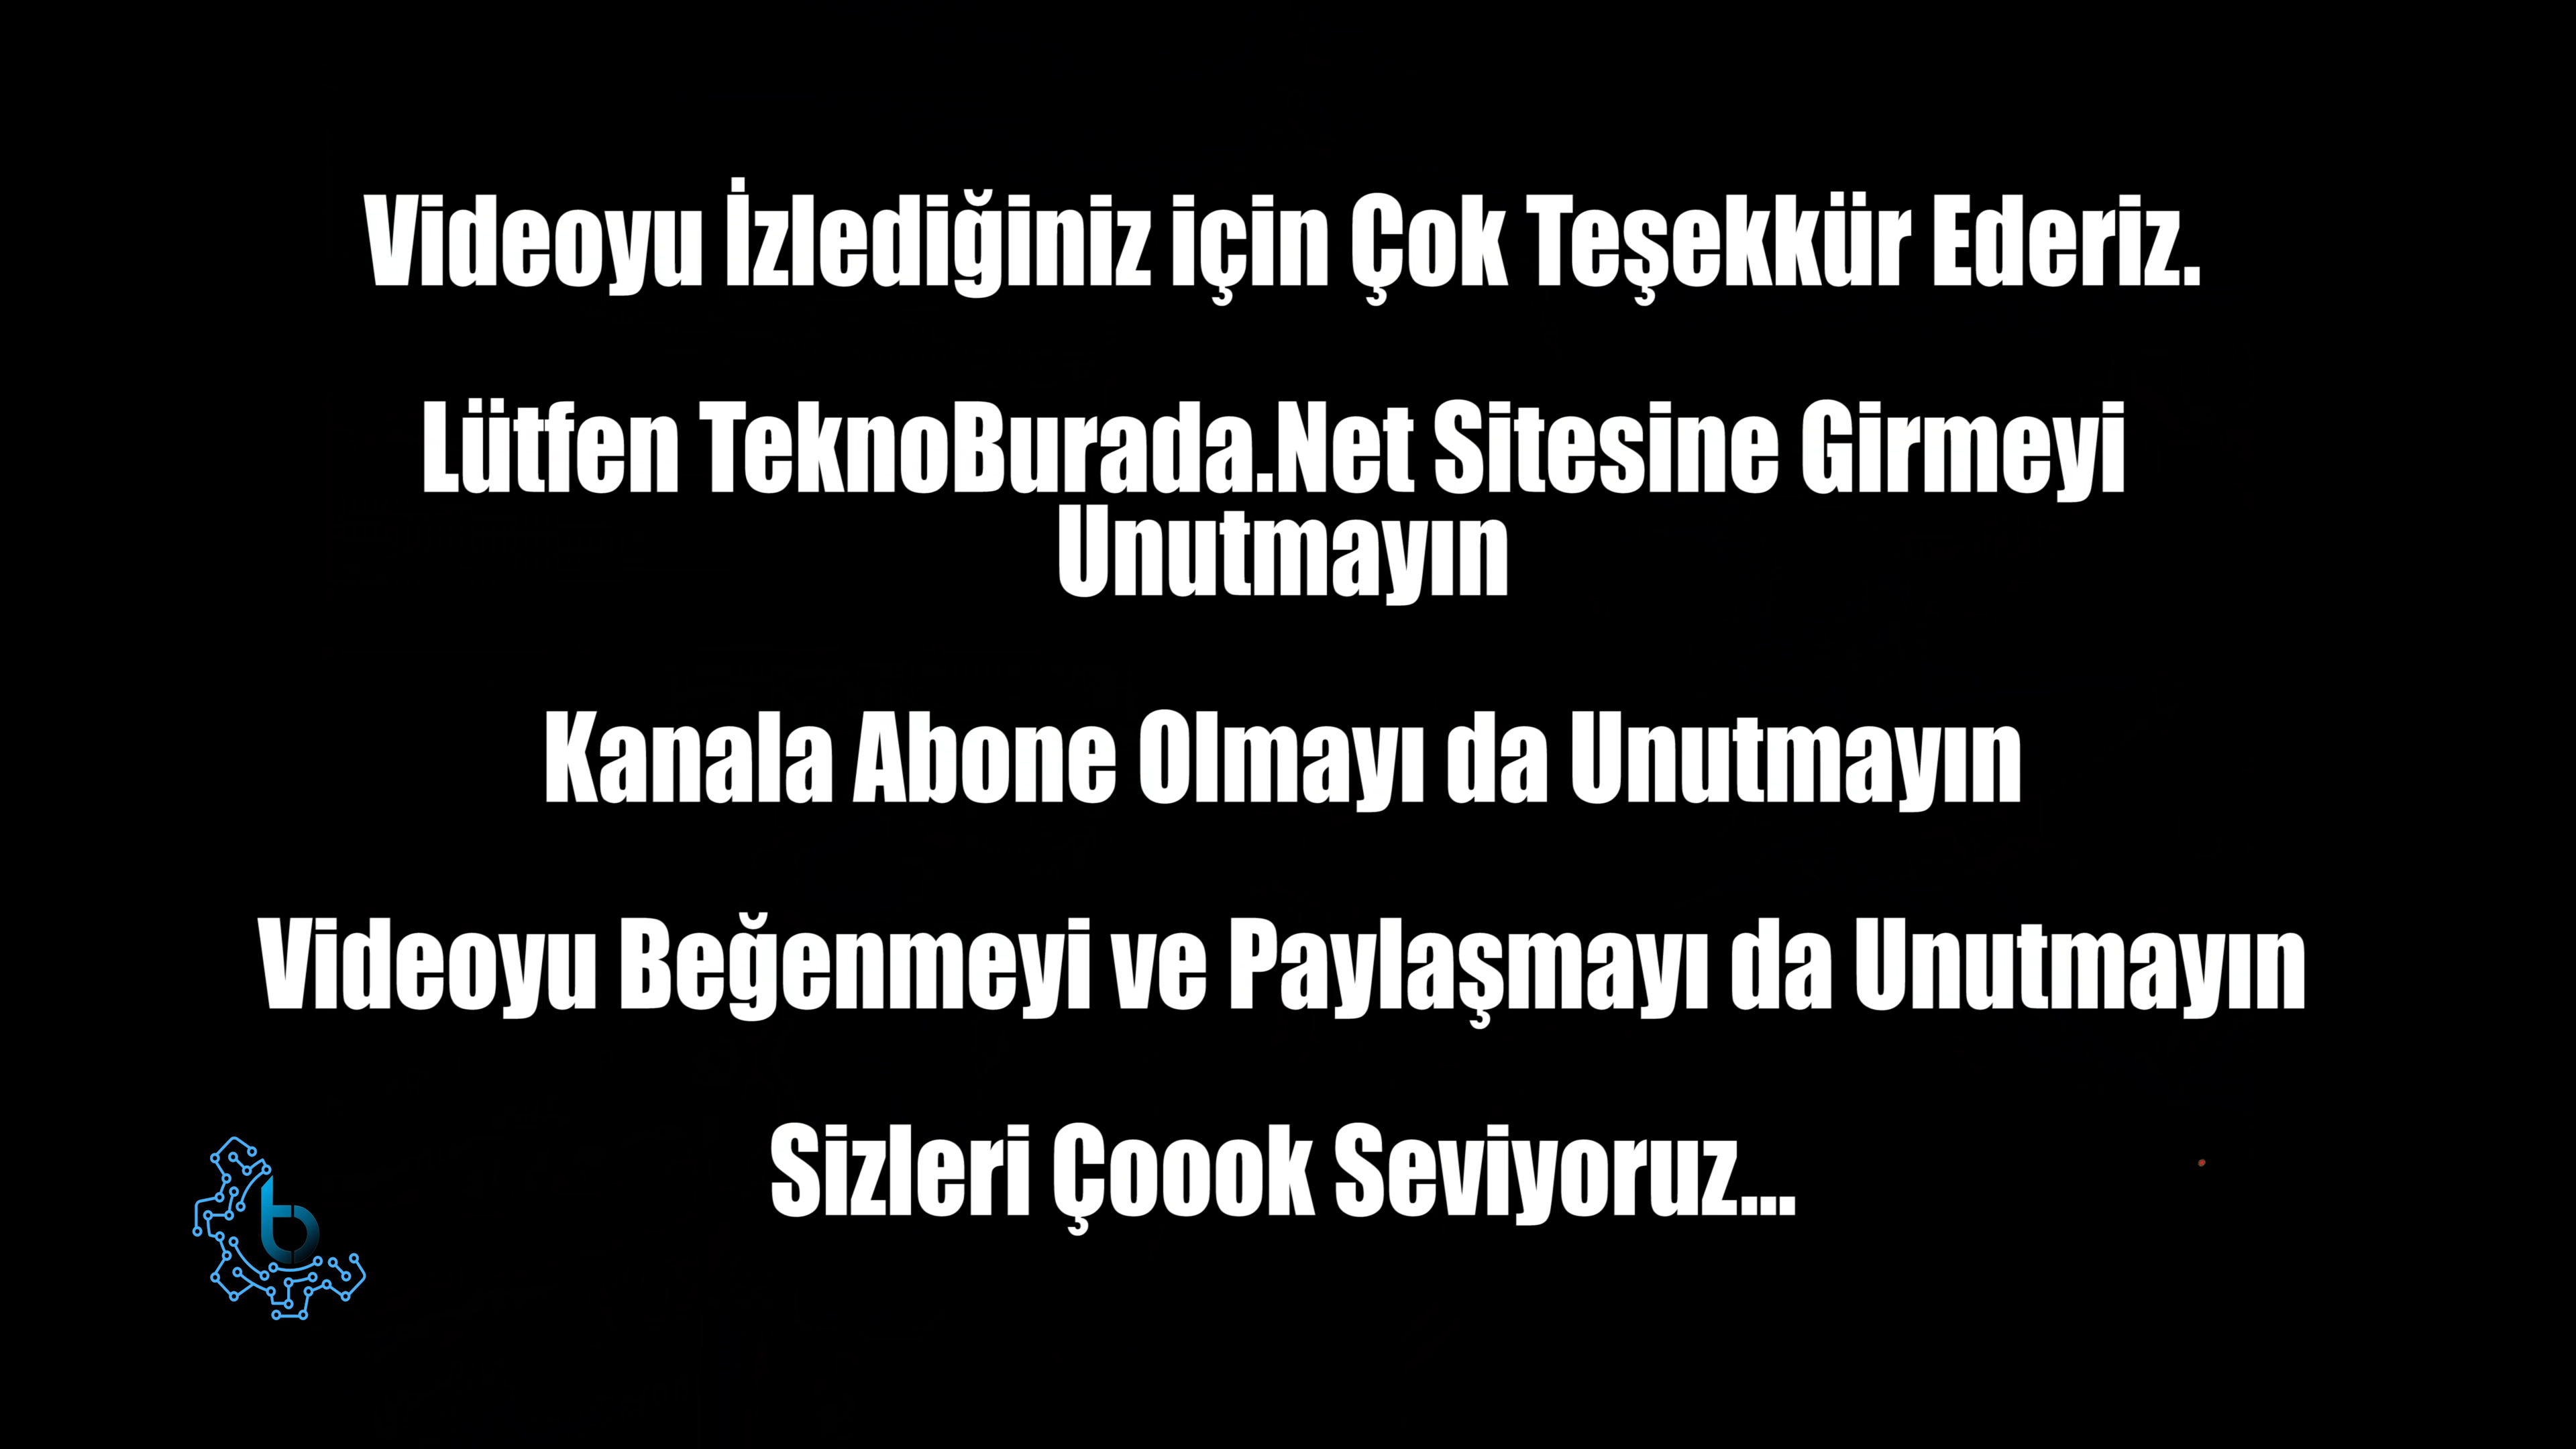 Videoyu İzlediğiniz için Çok Teşekkür Ederiz.
Lütfen TeknoBurada.Net Sitesine Girmeyi
Unutmayın
Kanala Abone Olmayı da Unutmayın
Videoyu Beğenmeyi ve Paylaşmayı da Unutmayın
Sizleri Çoook Seviyoruz...
tb